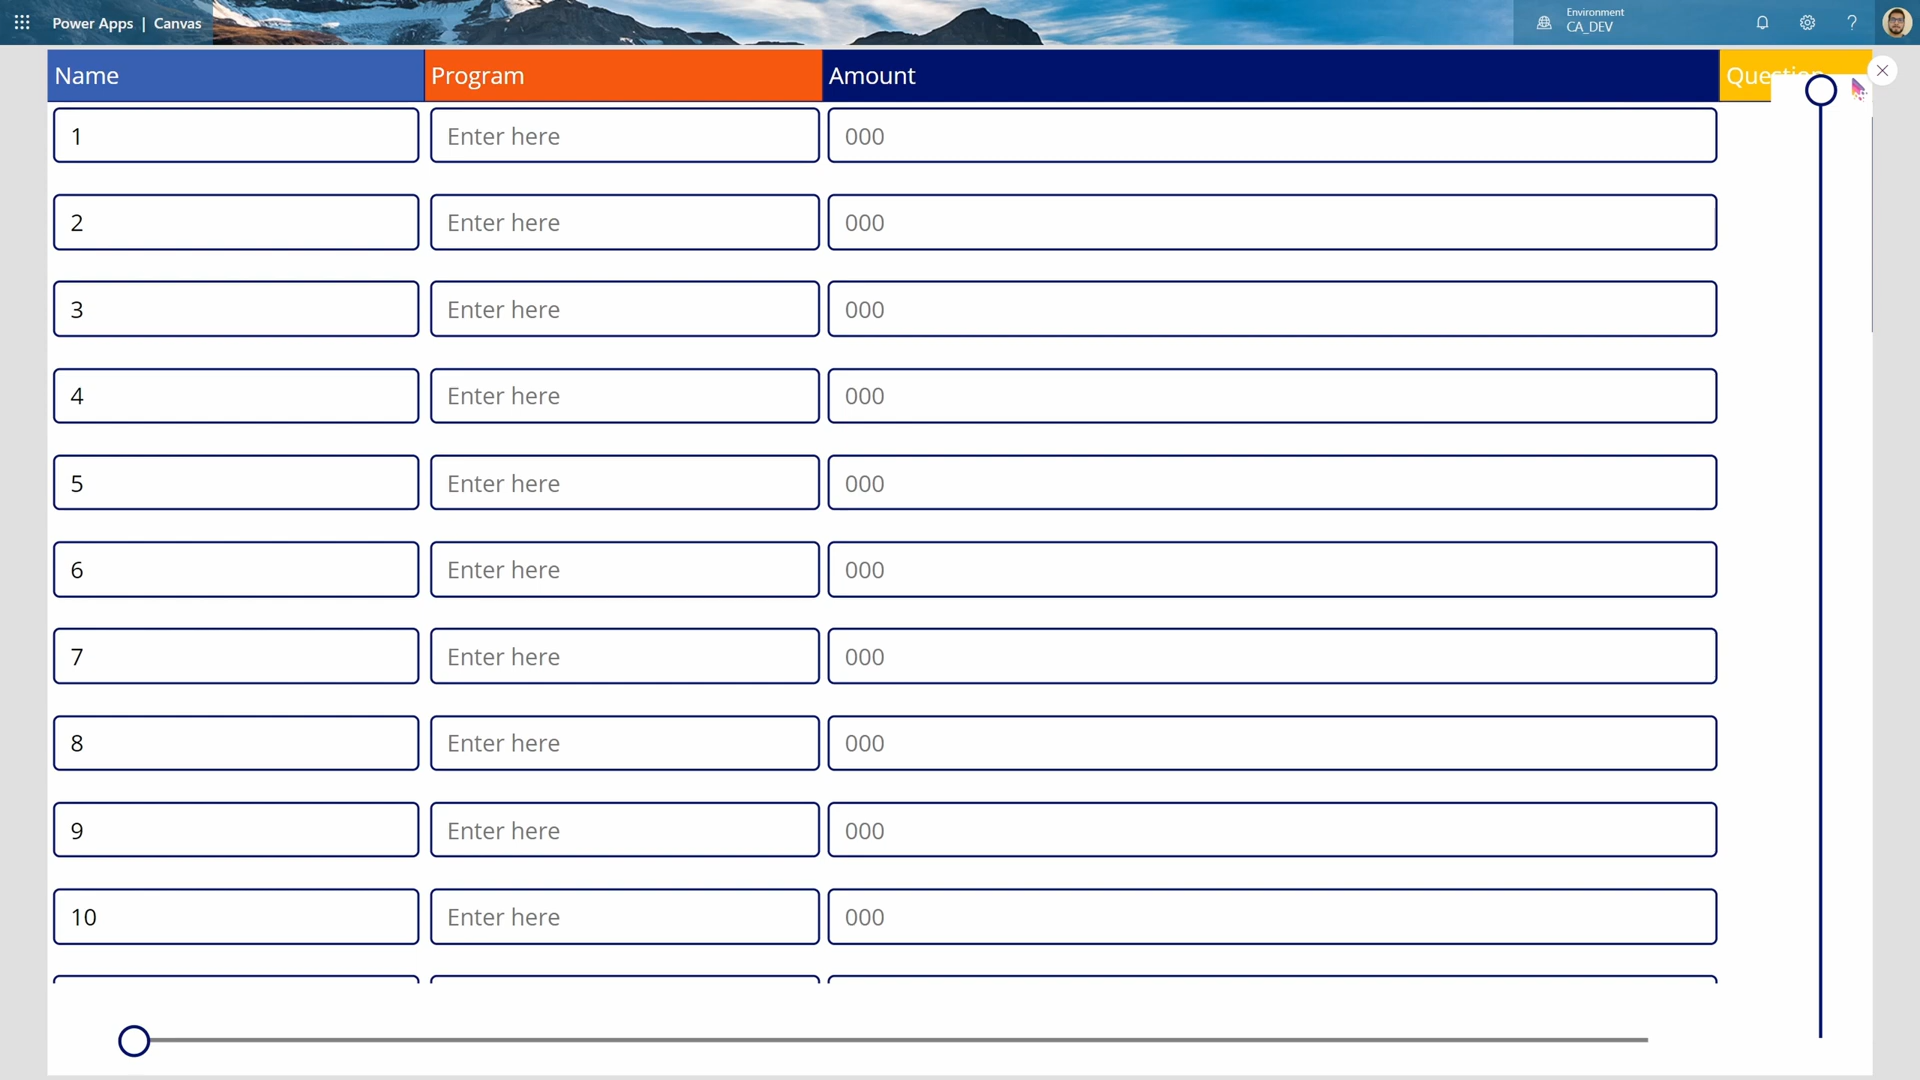 Power Apps | Canvas
Environment
CA_DEV
Name Program Amount Question
1 Enter here 000
2 Enter here 000
3 Enter here 000
4 Enter here 000
5 Enter here 000
6 Enter here 000
7 Enter here 000
8 Enter here 000
9 Enter here 000
10 Enter here 000